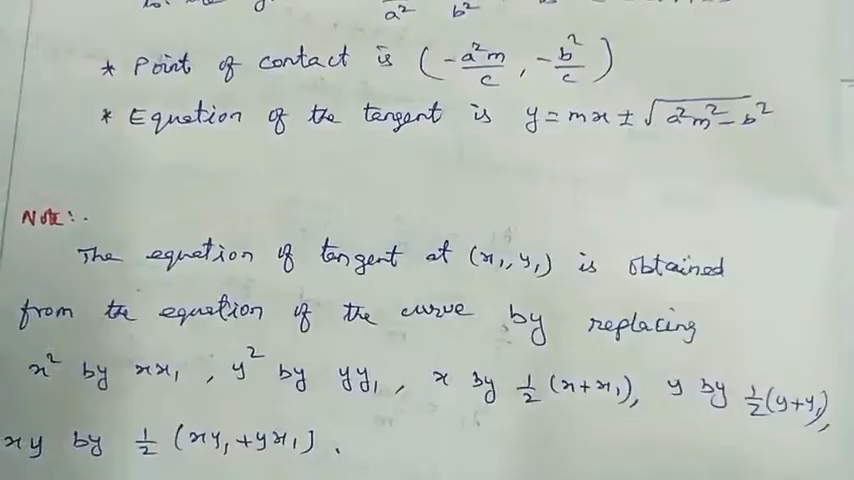 a² b²
* Point of contact is (-a²m/c, -b²/c)
* Equation of the tangent is y = mx ± √a²m²-b²
Note:.
The equation of tangent at (x₁, y₁) is obtained
from the equation of the curve by replacing
x² by xx₁, y² by yy₁, x by 1/2 (x+x₁), y by 1/2 (y+y₁),
xy by 1/2 (xy₁+yx₁).